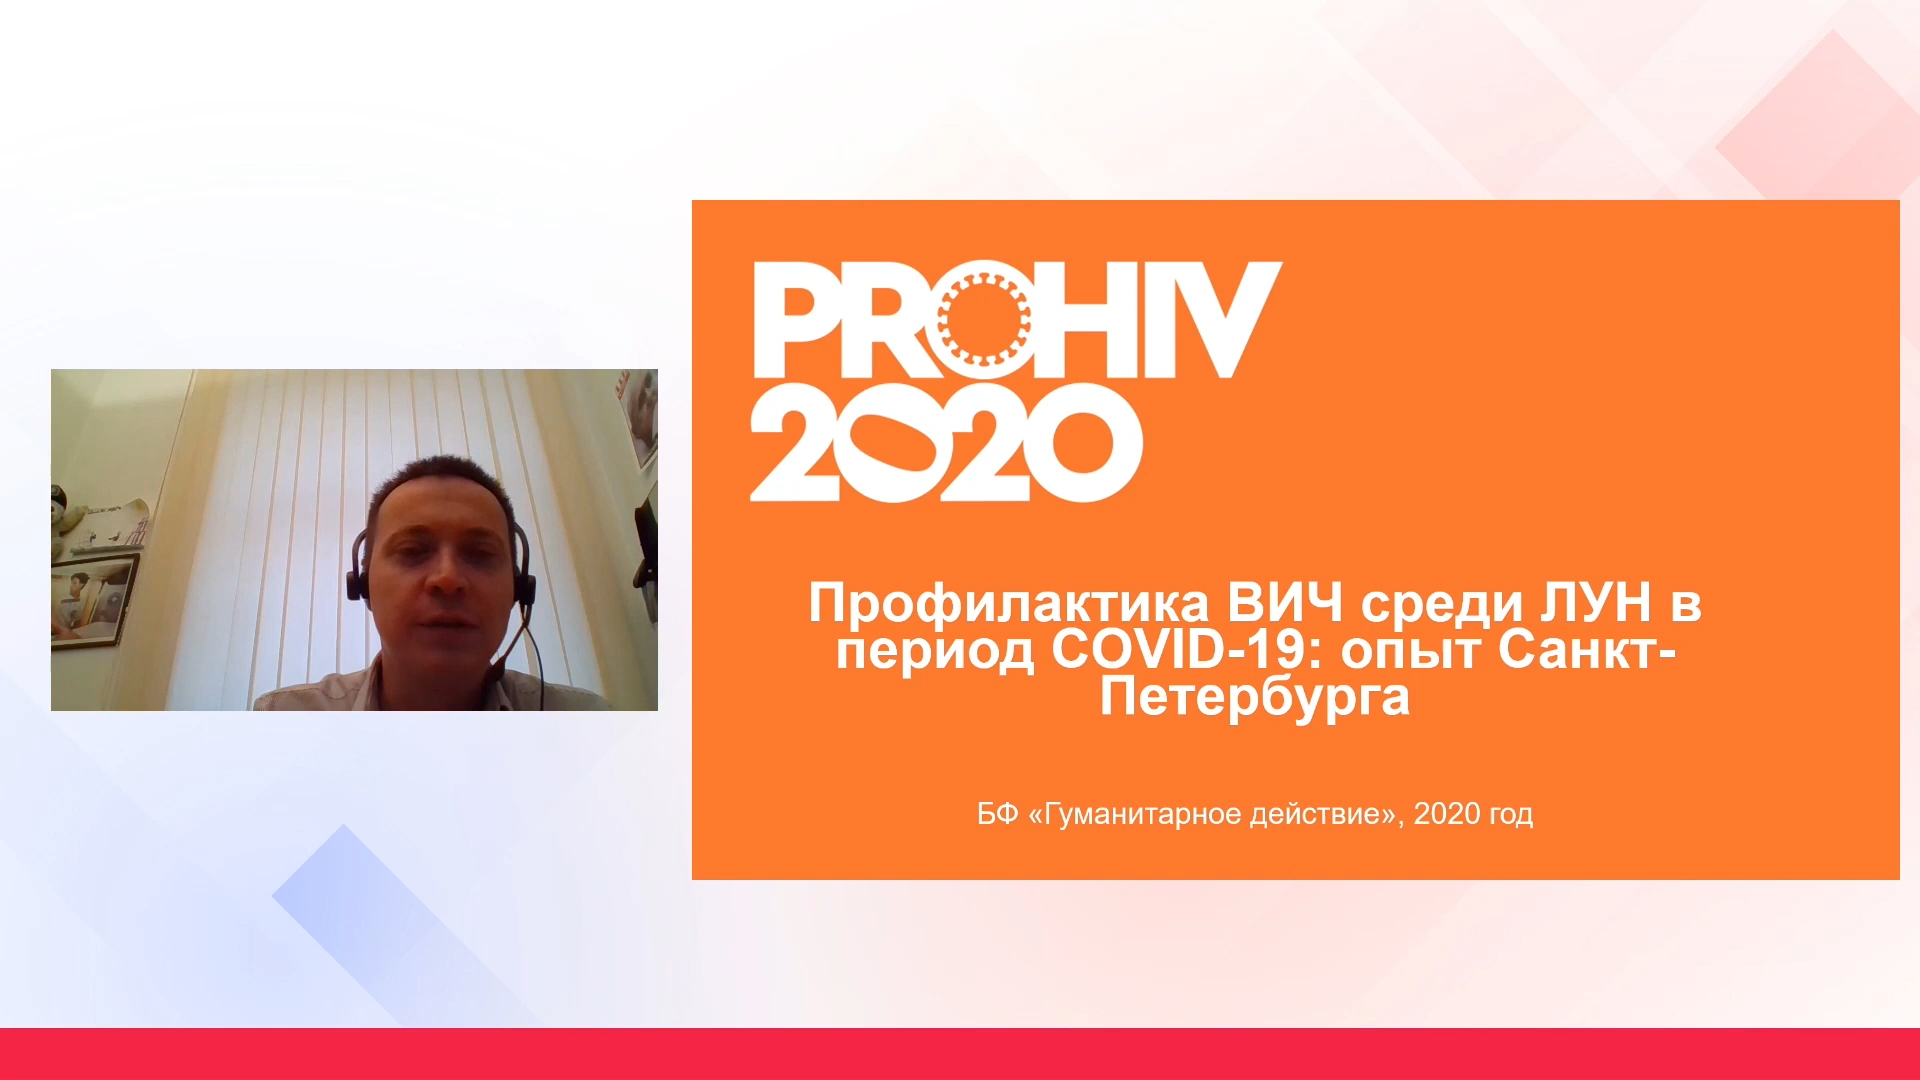 PROHIV
2020
Профилактика ВИЧ среди ЛУН в
период COVID-19: опыт Санкт-
Петербурга
БФ «Гуманитарное действие», 2020 год